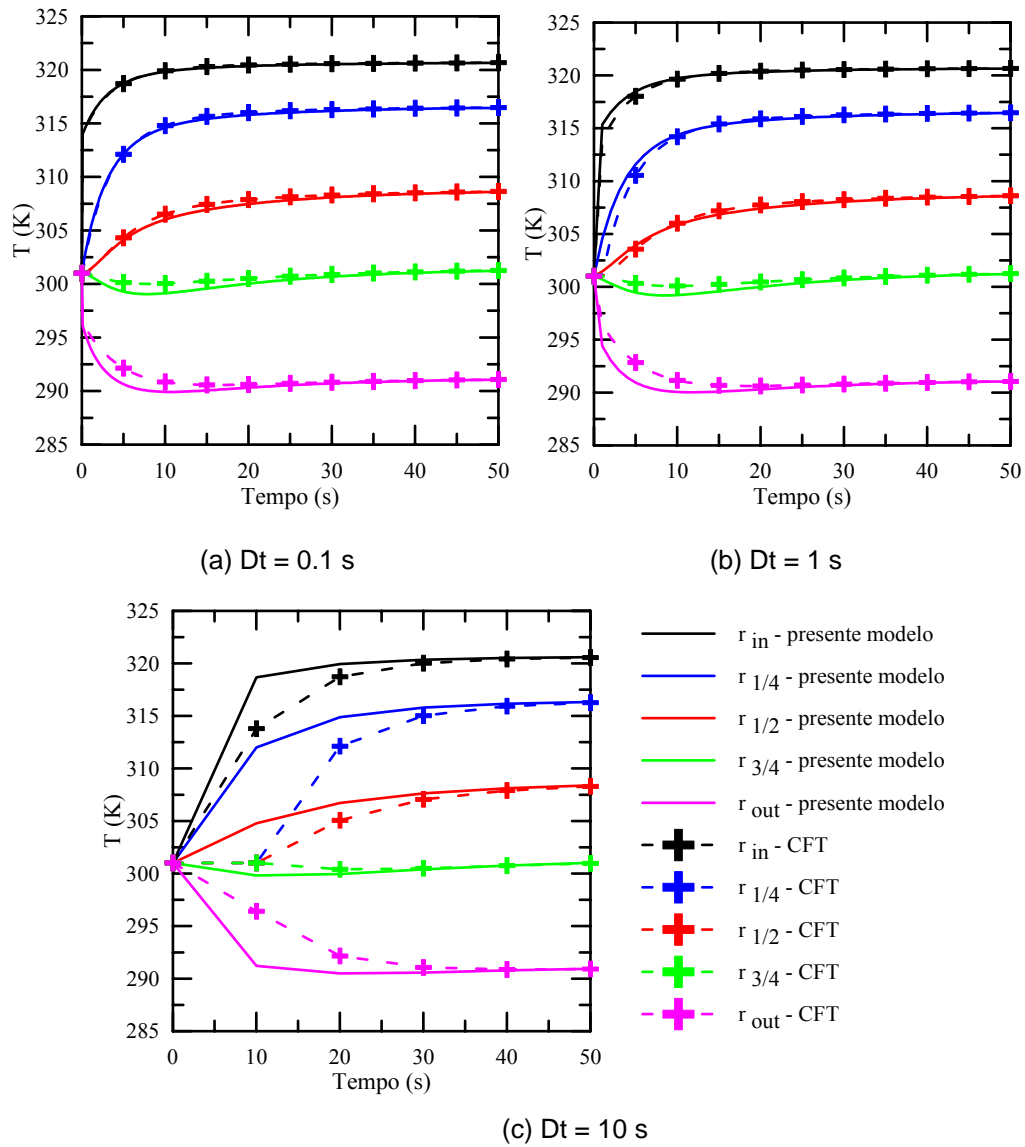 325
320
315
310
305
300
295
290
285
T (K)
0
10
20
30
40
50
Tempo (s)
(a) Dt = 0.1 s
325
320
315
310
305
300
295
290
285
T (K)
0
10
20
30
40
50
Tempo (s)
(b) Dt = 1 s
325
320
315
310
305
300
295
290
285
T (K)
0
10
20
30
40
50
Tempo (s)
r in - presente modelo
r 1/4 - presente modelo
r 1/2 - presente modelo
r 3/4 - presente modelo
r out - presente modelo
r in - CFT
r 1/4 - CFT
r 1/2 - CFT
r 3/4 - CFT
r out - CFT
(c) Dt = 10 s